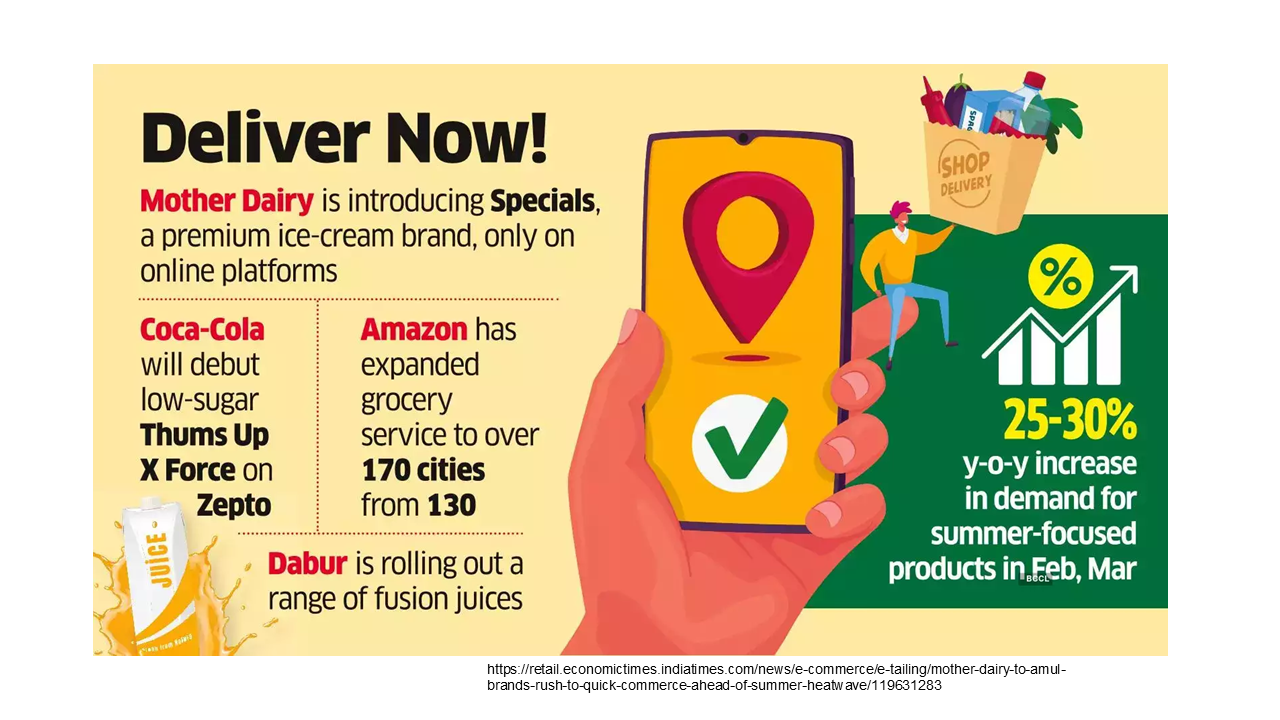 Deliver Now!
Mother Dairy is introducing Specials,
a premium ice-cream brand, only on
online platforms
Coca-Cola
will debut
low-sugar
Thums Up
X Force on
Zepto
Amazon has
expanded
grocery
service to over
170 cities
from 130
Dabur is rolling out a
range of fusion juices
JUICE
SHOP
DELIVERY
%
25-30%
y-o-y increase
in demand for
summer-focused
products in Feb, Mar
BCCL
https://retail.economictimes.indiatimes.com/news/e-commerce/e-tailing/mother-dairy-to-amul-
brands-rush-to-quick-commerce-ahead-of-summer-heatwave/119631283